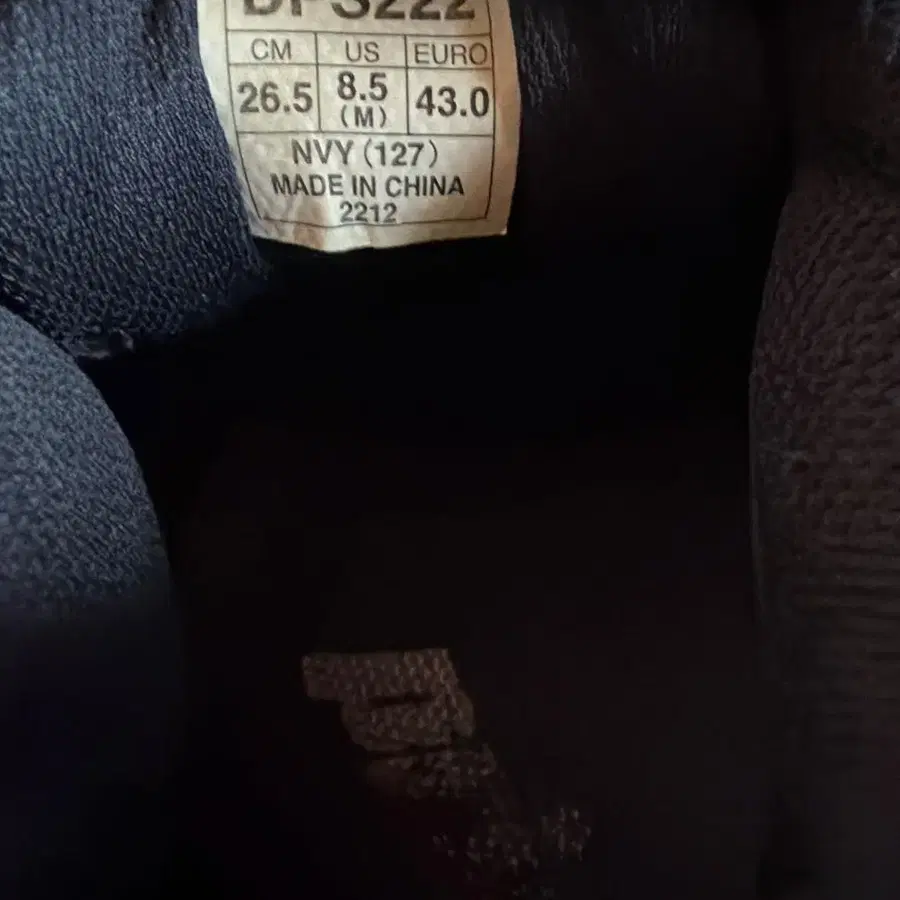 CM US EURO
26.5 8.5 (M) 43.0
NVY (127)
MADE IN CHINA
2212